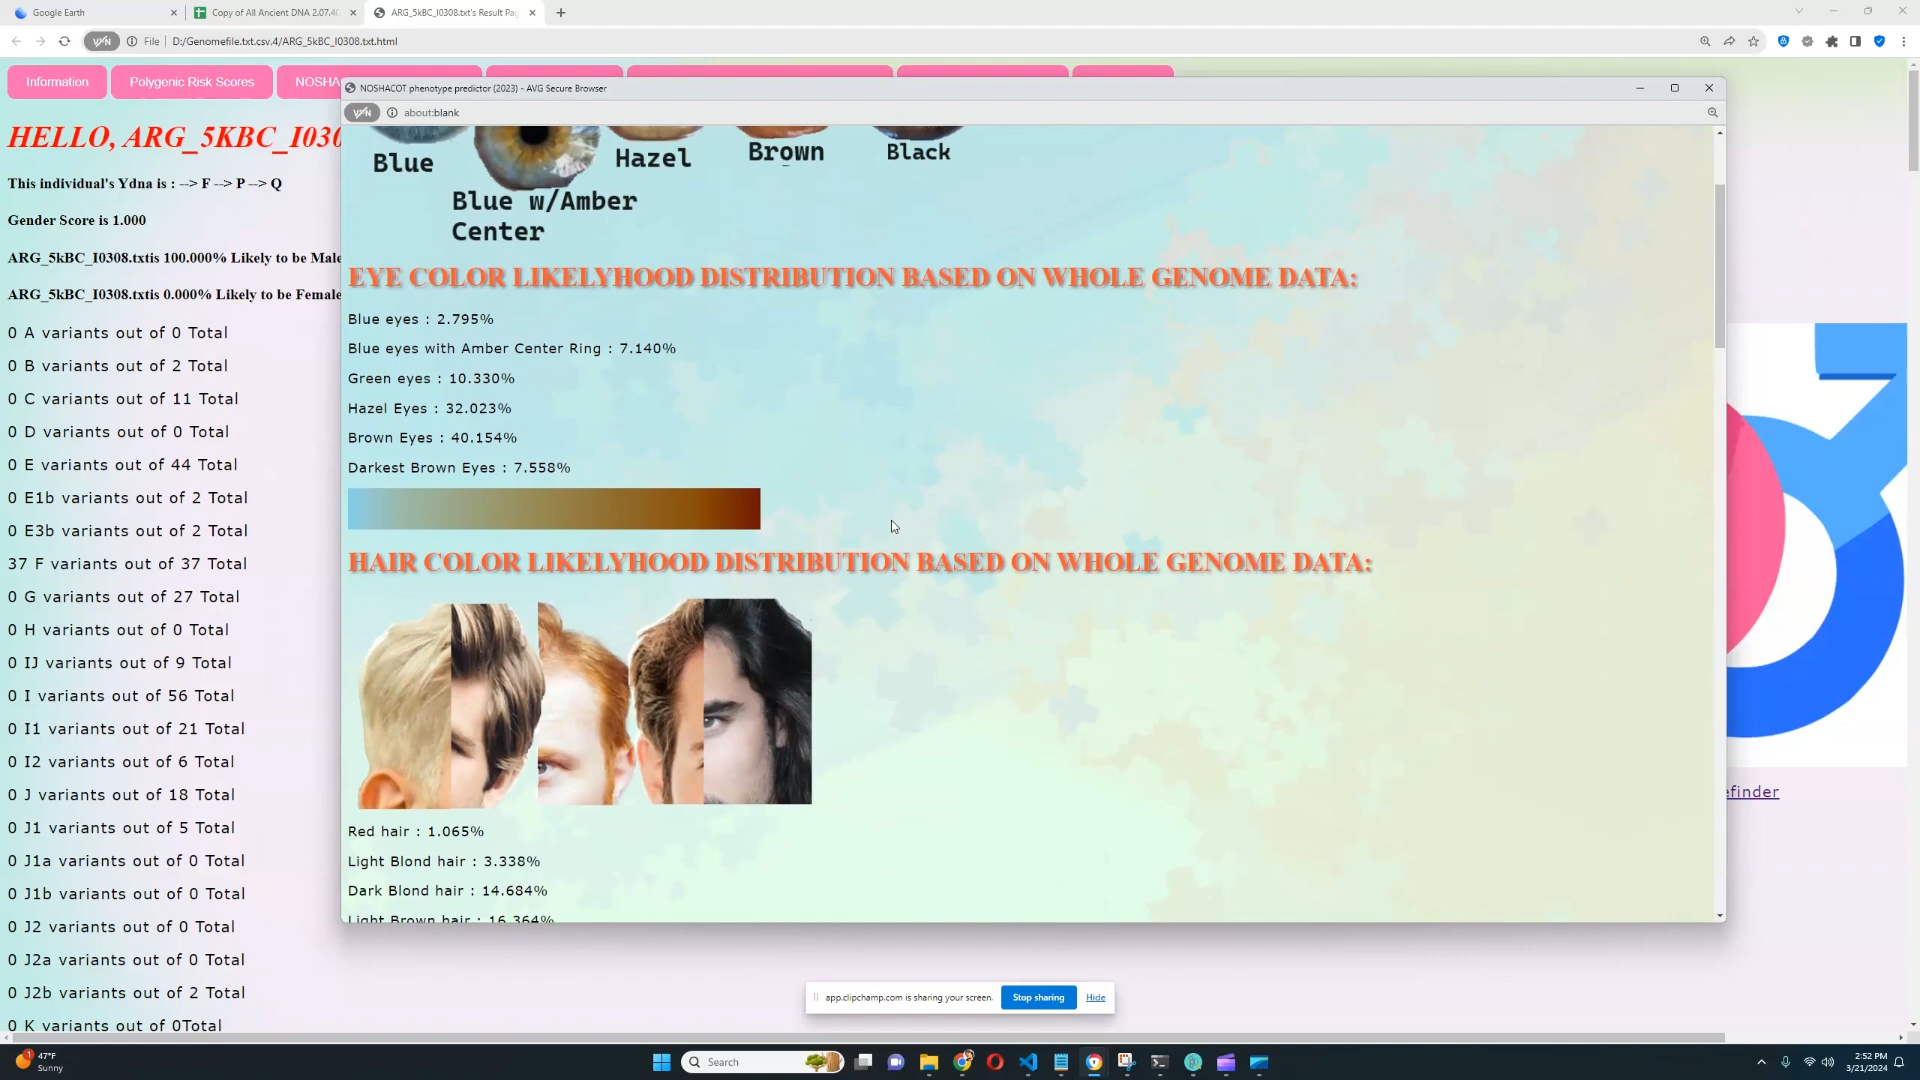 Google Earth
Copy of All Ancient DNA 2.07.40
ARG_5kBC_I0308.txt's Result Pag
File
D:/Genomefile.txt.csv.4/ARG_5kBC_I0308.txt.html
Information
Polygenic Risk Scores
NOSHA
NOSHACOT phenotype predictor (2023) - AVG Secure Browser
about:blank
HELLO, ARG_5KBC_I030
This individual's Ydna is : --> F --> P --> Q
Gender Score is 1.000
ARG_5kBC_I0308.txtis 100.000% Likely to be Male
ARG_5kBC_I0308.txtis 0.000% Likely to be Female
0 A variants out of 0 Total
0 B variants out of 2 Total
0 C variants out of 11 Total
0 D variants out of 0 Total
0 E variants out of 44 Total
0 E1b variants out of 2 Total
0 E3b variants out of 2 Total
37 F variants out of 37 Total
0 G variants out of 27 Total
0 H variants out of 0 Total
0 IJ variants out of 9 Total
0 I variants out of 56 Total
0 I1 variants out of 21 Total
0 I2 variants out of 6 Total
0 J variants out of 18 Total
0 J1 variants out of 5 Total
0 J1a variants out of 0 Total
0 J1b variants out of 0 Total
0 J2 variants out of 0 Total
0 J2a variants out of 0 Total
0 J2b variants out of 2 Total
0 K variants out of 0Total
Blue
Blue w/Amber
Center
Hazel
Brown
Black
EYE COLOR LIKELYHOOD DISTRIBUTION BASED ON WHOLE GENOME DATA:
Blue eyes : 2.795%
Blue eyes with Amber Center Ring : 7.140%
Green eyes : 10.330%
Hazel Eyes : 32.023%
Brown Eyes : 40.154%
Darkest Brown Eyes : 7.558%
HAIR COLOR LIKELYHOOD DISTRIBUTION BASED ON WHOLE GENOME DATA:
Red hair : 1.065%
Light Blond hair : 3.338%
Dark Blond hair : 14.684%
Light Brown hair : 16.364%
efinder
app.clipchamp.com is sharing your screen.
Stop sharing
Hide
1
47°F
Sunny
Search
2:52 PM
3/21/2024